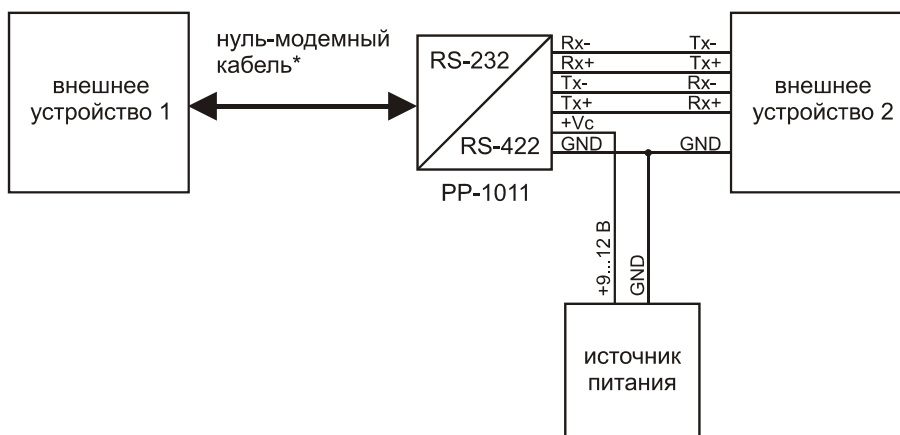 внешнее
устройство 1
нуль-модемный
кабель*
RS-232
RS-422
PP-1011
Rx-
Rx+
Tx-
Tx+
+Vc
GND
Tx-
Tx+
Rx-
Rx+
GND
внешнее
устройство 2
+9...12 В
GND
источник
питания